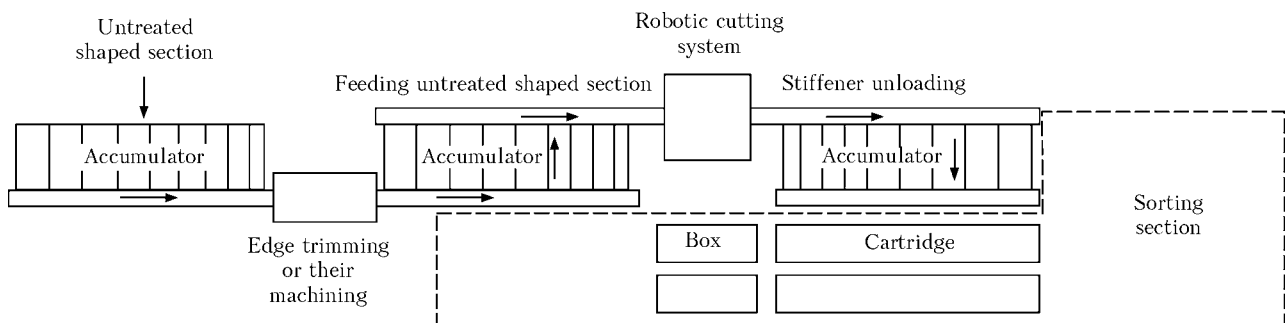 Untreated
shaped section
Robotic cutting
system
Feeding untreated shaped section
Stiffener unloading
Accumulator
Accumulator
Accumulator
Edge trimming
or their
machining
Box
Cartridge
Sorting
section